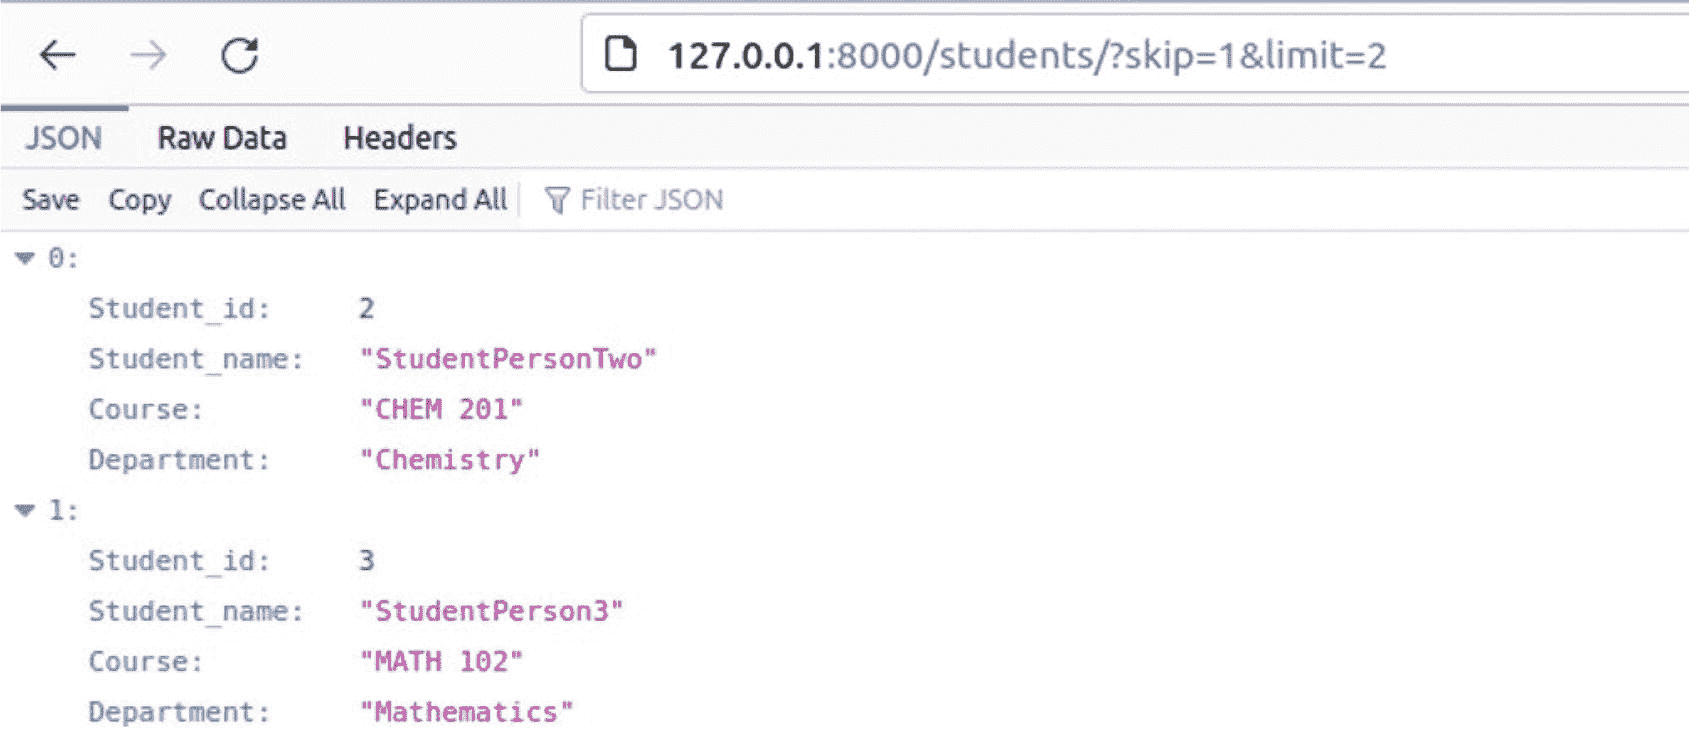 127.0.0.1:8000/students/?skip=1&limit=2
JSON Raw Data Headers
Save Copy Collapse All Expand All Filter JSON
0:
Student_id: 2
Student_name: "StudentPersonTwo"
Course: "CHEM 201"
Department: "Chemistry"
1:
Student_id: 3
Student_name: "StudentPerson3"
Course: "MATH 102"
Department: "Mathematics"